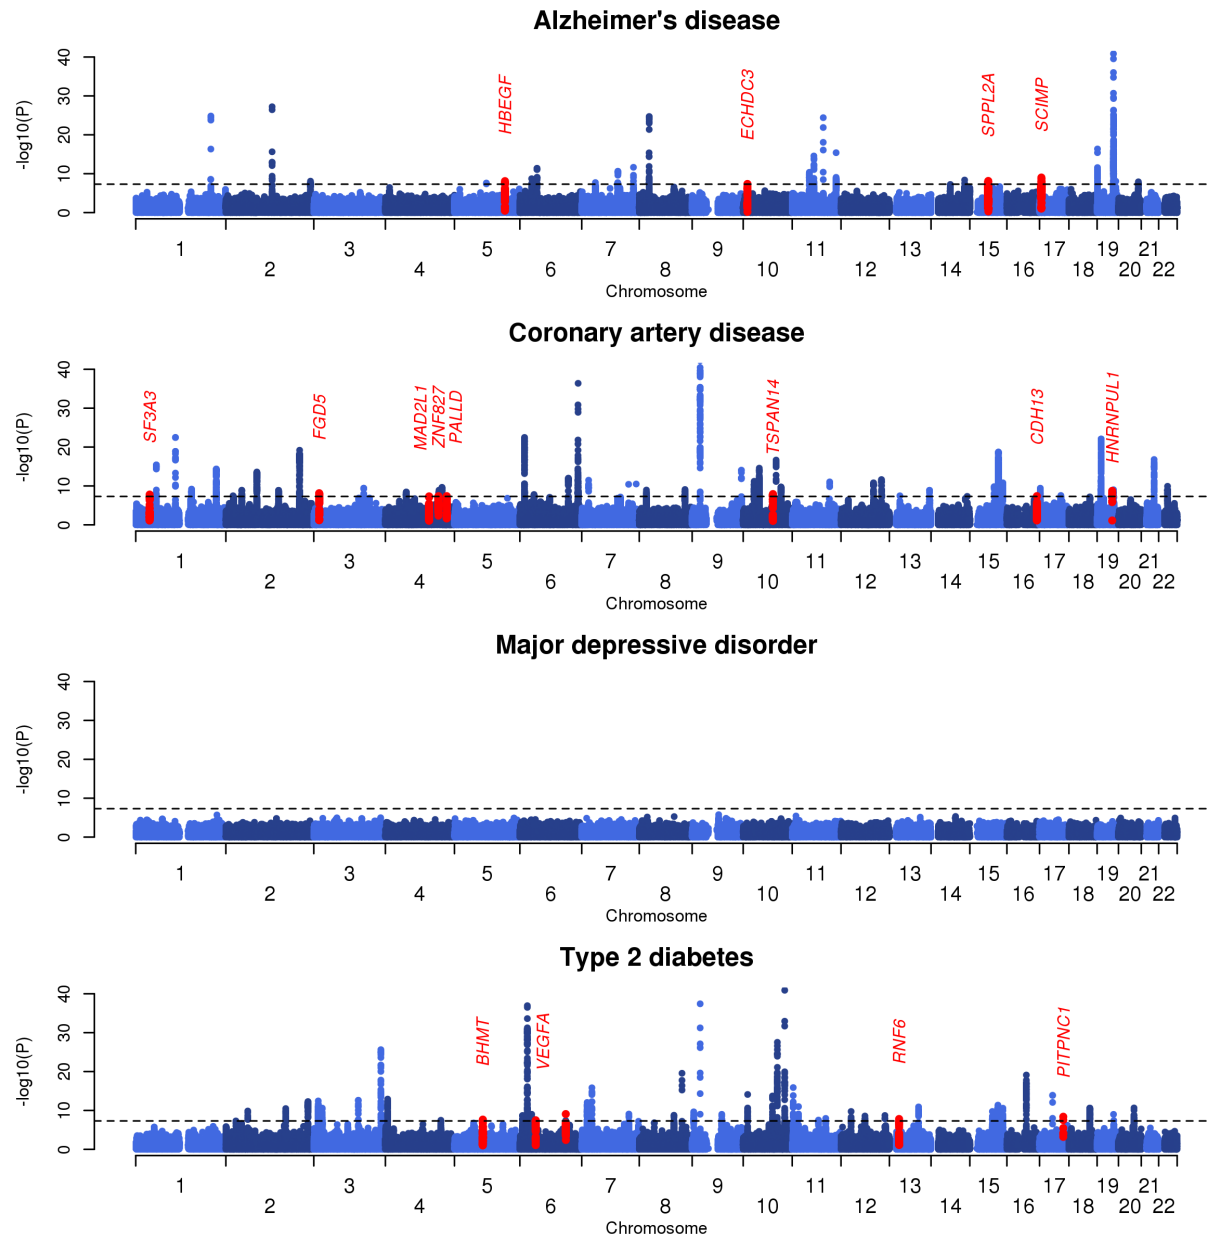 Alzheimer's disease
-log10(P)
0 10 20 30 40
HBEGF ECHDC3 SPPL2A SCIMP
1 3 5 7 9 11 13 15 17 19 21
2 4 6 8 10 12 14 16 18 20 22
Chromosome
Coronary artery disease
-log10(P)
0 10 20 30 40
SF3A3 FGD5 MAD2L1 ZNF827 PALLD TSPAN14 CDH13 HNRNPUL1
1 3 5 7 9 11 13 15 17 19 21
2 4 6 8 10 12 14 16 18 20 22
Chromosome
Major depressive disorder
-log10(P)
0 10 20 30 40
1 3 5 7 9 11 13 15 17 19 21
2 4 6 8 10 12 14 16 18 20 22
Chromosome
Type 2 diabetes
-log10(P)
0 10 20 30 40
BHMT VEGFA RNF6 PITPNC1
1 3 5 7 9 11 13 15 17 19 21
2 4 6 8 10 12 14 16 18 20 22
Chromosome